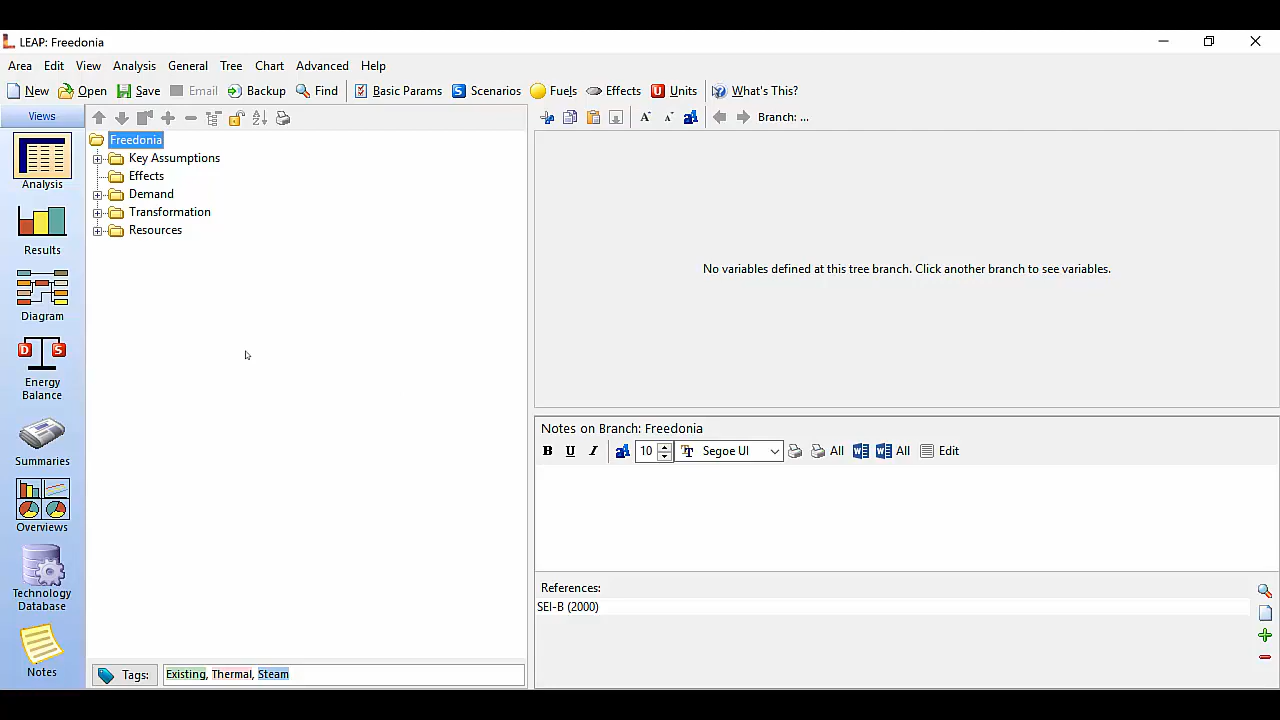 LEAP: Freedonia
Area Edit View Analysis General Tree Chart Advanced Help
New Open Save Email Backup Find Basic Params Scenarios Fuels Effects Units What's This?
Views
Analysis
Results
Diagram
Energy
Balance
Summaries
Overviews
Technology
Database
Notes
Freedonia
Key Assumptions
Effects
Demand
Transformation
Resources
Tags: Existing, Thermal, Steam
Branch: ...
No variables defined at this tree branch. Click another branch to see variables.
Notes on Branch: Freedonia
B U I 10 Segoe UI All All Edit
References:
SEI-B (2000)